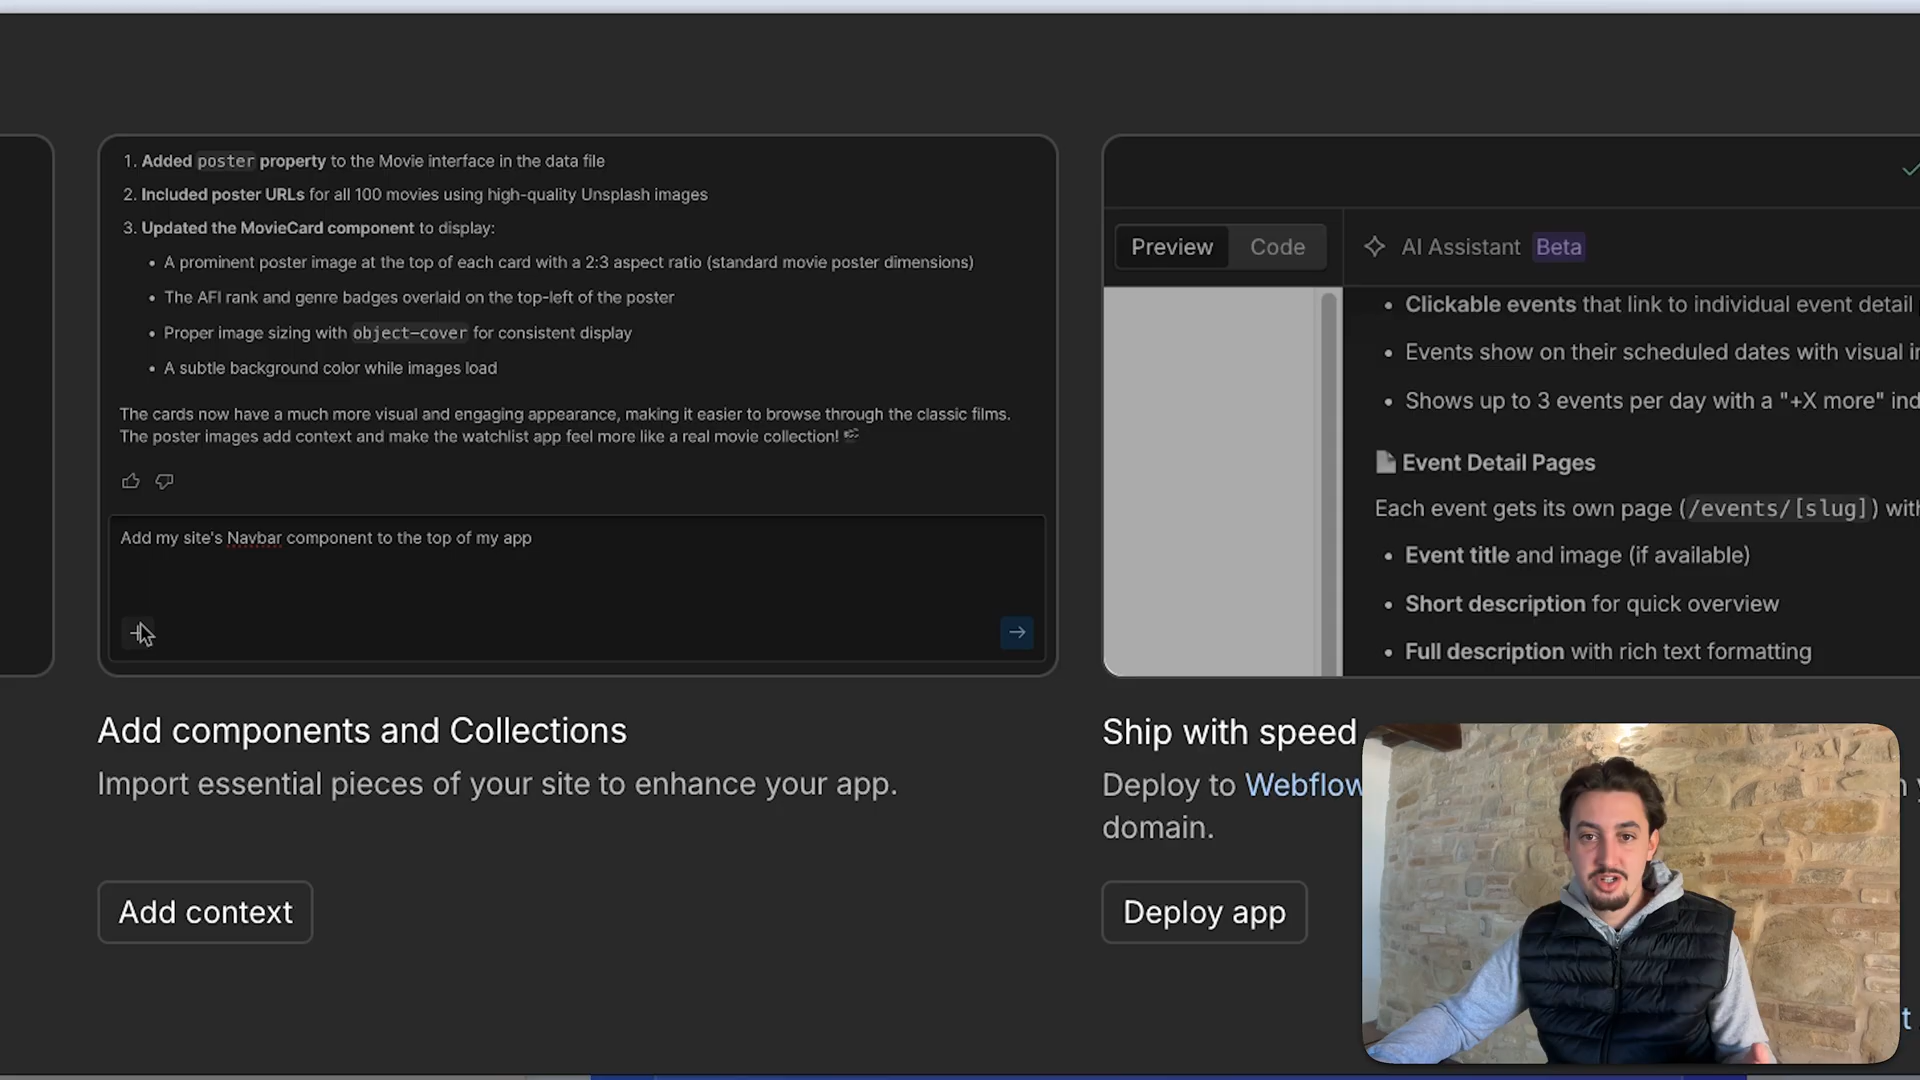 1. Added poster property to the Movie interface in the data file
2. Included poster URLs for all 100 movies using high-quality Unsplash images
3. Updated the MovieCard component to display:
• A prominent poster image at the top of each card with a 2:3 aspect ratio (standard movie poster dimensions)
• The AFI rank and genre badges overlaid on the top-left of the poster
• Proper image sizing with object-cover for consistent display
• A subtle background color while images load
The cards now have a much more visual and engaging appearance, making it easier to browse through the classic films.
The poster images add context and make the watchlist app feel more like a real movie collection!
Add my site's Navbar component to the top of my app
Add components and Collections
Import essential pieces of your site to enhance your app.
Add context
Preview
Code
AI Assistant Beta
• Clickable events that link to individual event detail
• Events show on their scheduled dates with visual
• Shows up to 3 events per day with a "+X more"
Event Detail Pages
Each event gets its own page (/events/[slug])
• Event title and image (if available)
• Short description for quick overview
• Full description with rich text formatting
Ship with speed
Deploy to Webflow
domain.
Deploy app